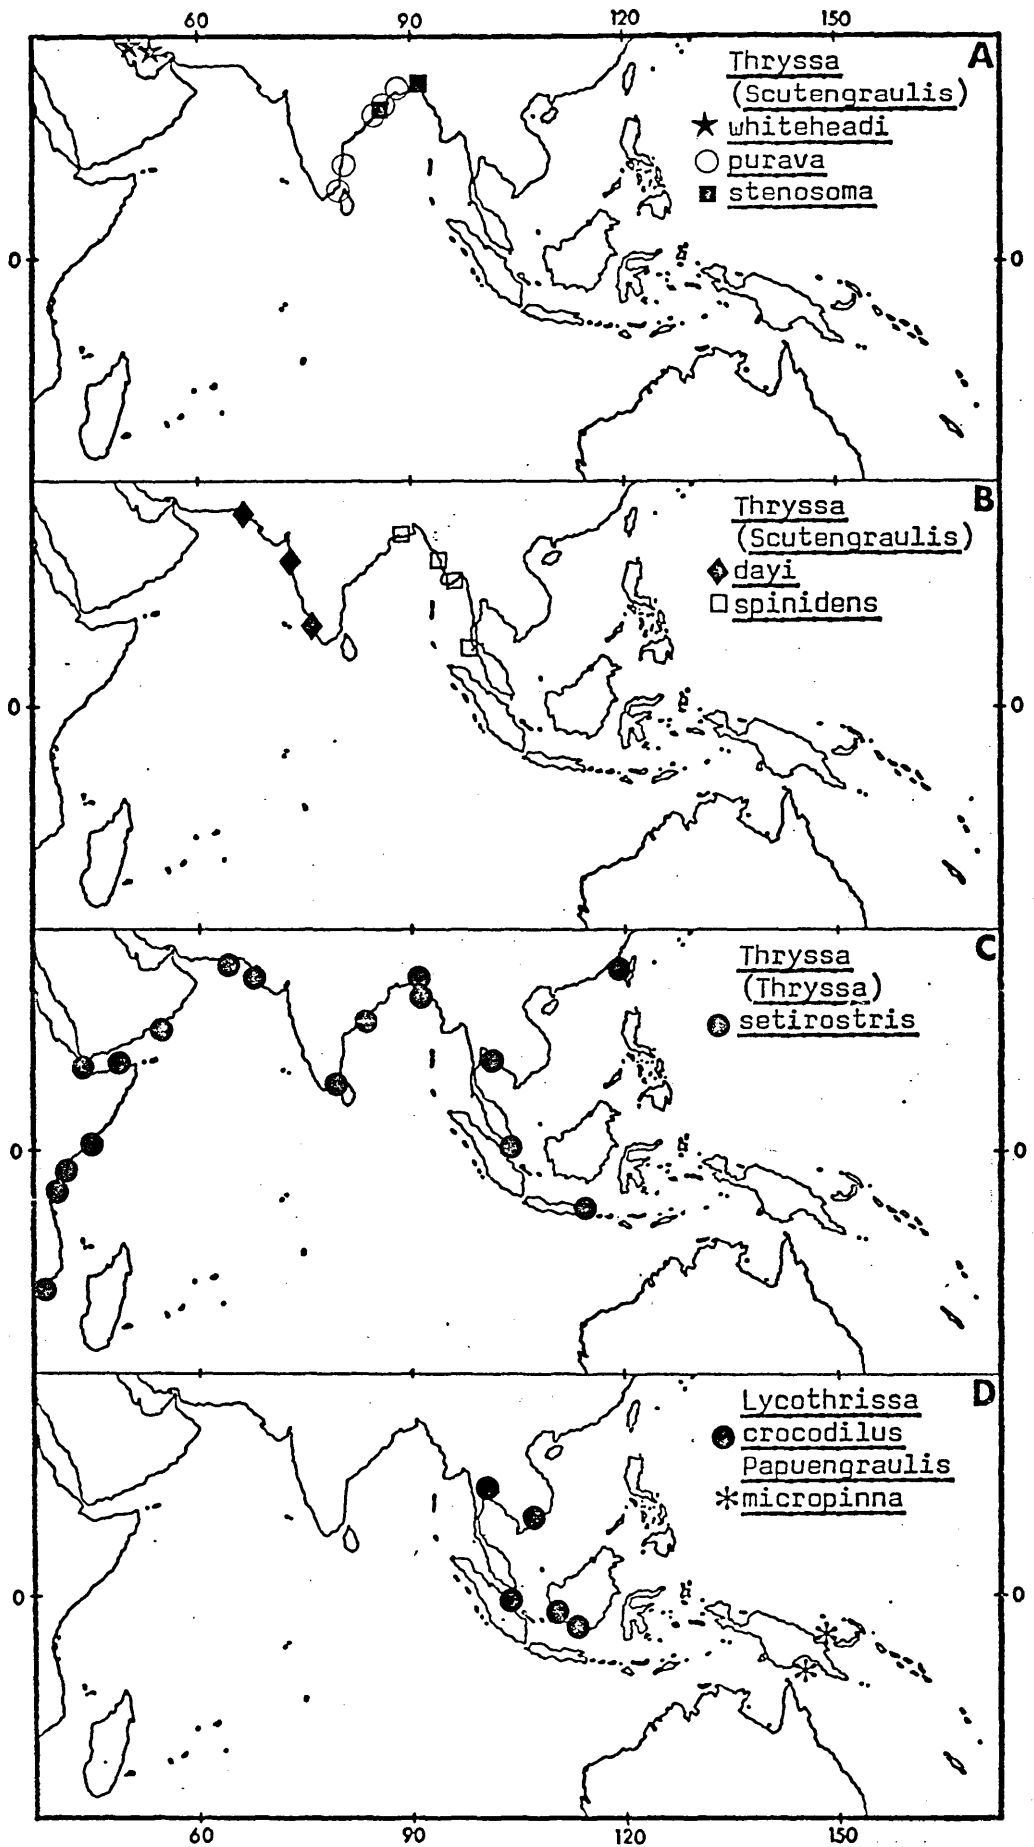 60 90 120 150
A
Thryssa
(Scutengraulis)
whiteheadi
purava
stenosoma
0 0
B
Thryssa
(Scutengraulis)
dayi
spinidens
0 0
C
Thryssa
(Thryssa)
setirostris
0 0
D
Lycothrissa
crocodilus
Papuengraulis
micropinna
0 0
60 90 120 150